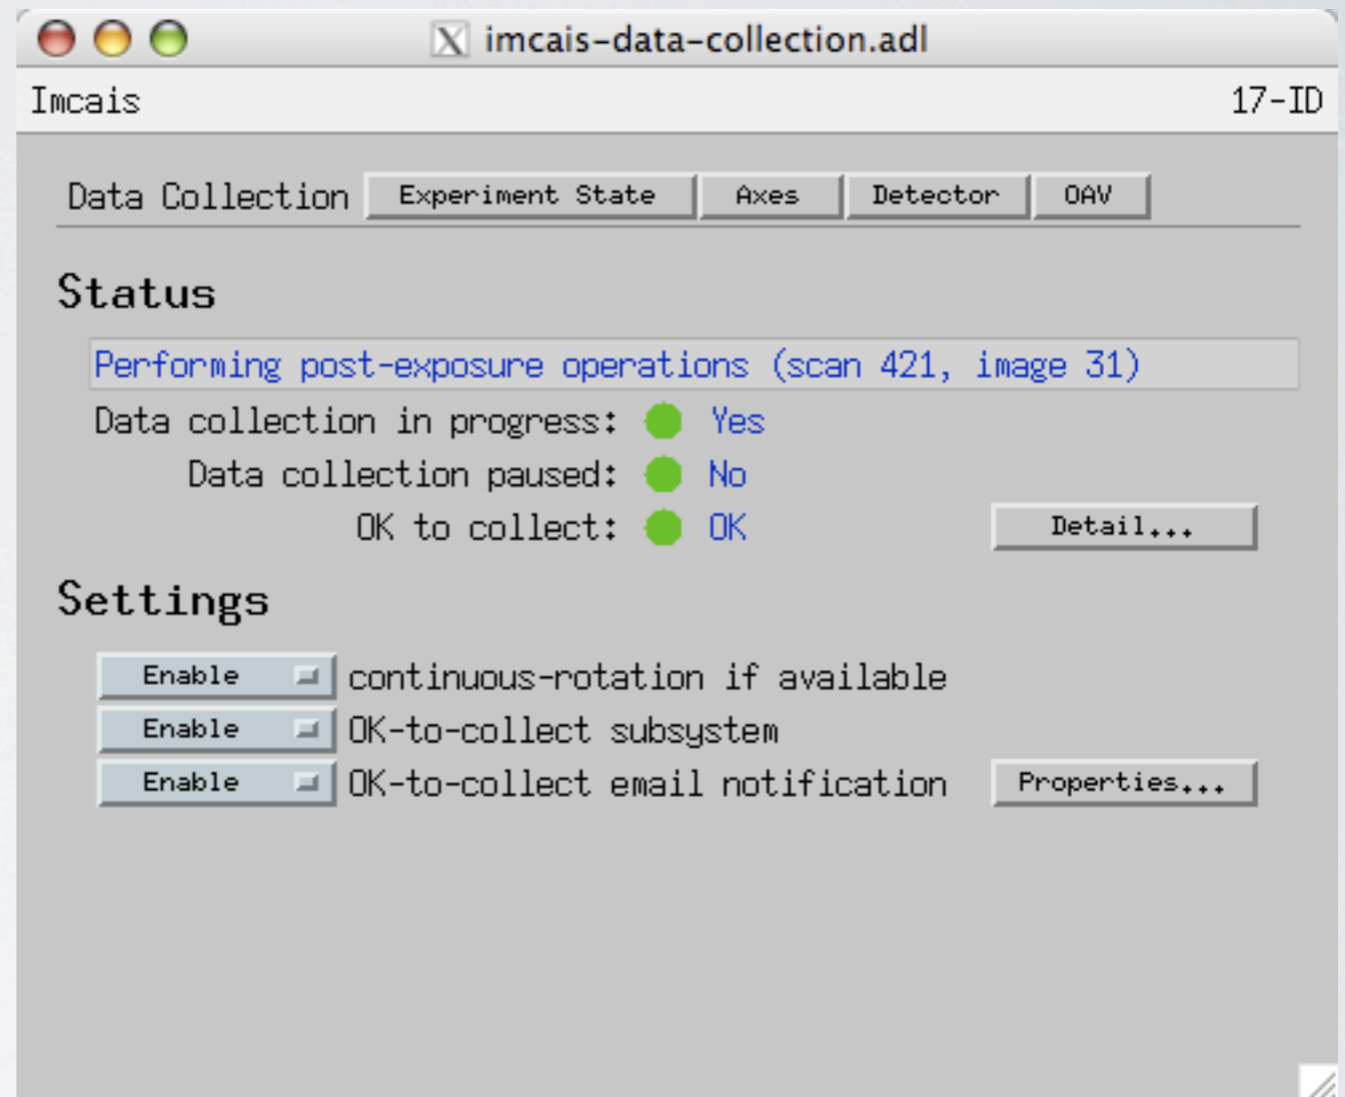 X imcais-data-collection.adl
Imcais 17-ID
Data Collection Experiment State Axes Detector OAV
Status
Performing post-exposure operations (scan 421, image 31)
Data collection in progress: Yes
Data collection paused: No
OK to collect: OK Detail...
Settings
Enable continuous-rotation if available
Enable OK-to-collect subsystem
Enable OK-to-collect email notification Properties...